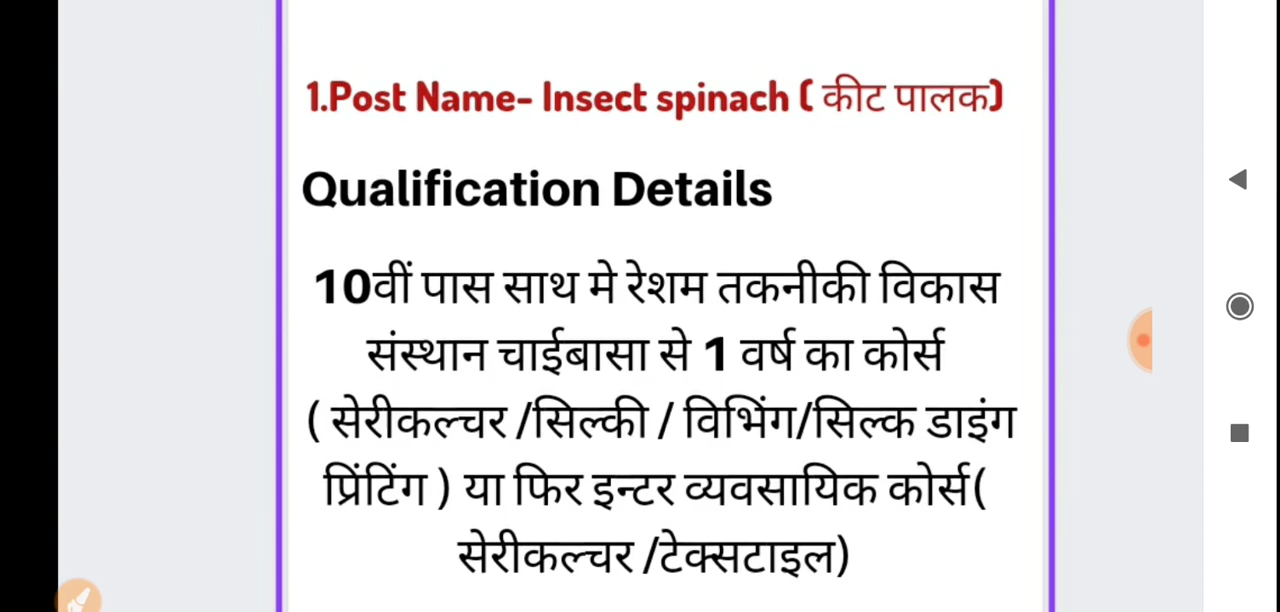 1.Post Name- Insect spinach ( कीट पालक)
Qualification Details
10वीं पास साथ मे रेशम तकनीकी विकास
संस्थान चाईबासा से 1 वर्ष का कोर्स
( सेरीकल्चर /सिल्की / विभिंग/सिल्क डाइंग
प्रिंटिंग ) या फिर इन्टर व्यवसायिक कोर्स(
सेरीकल्चर /टेक्सटाइल)